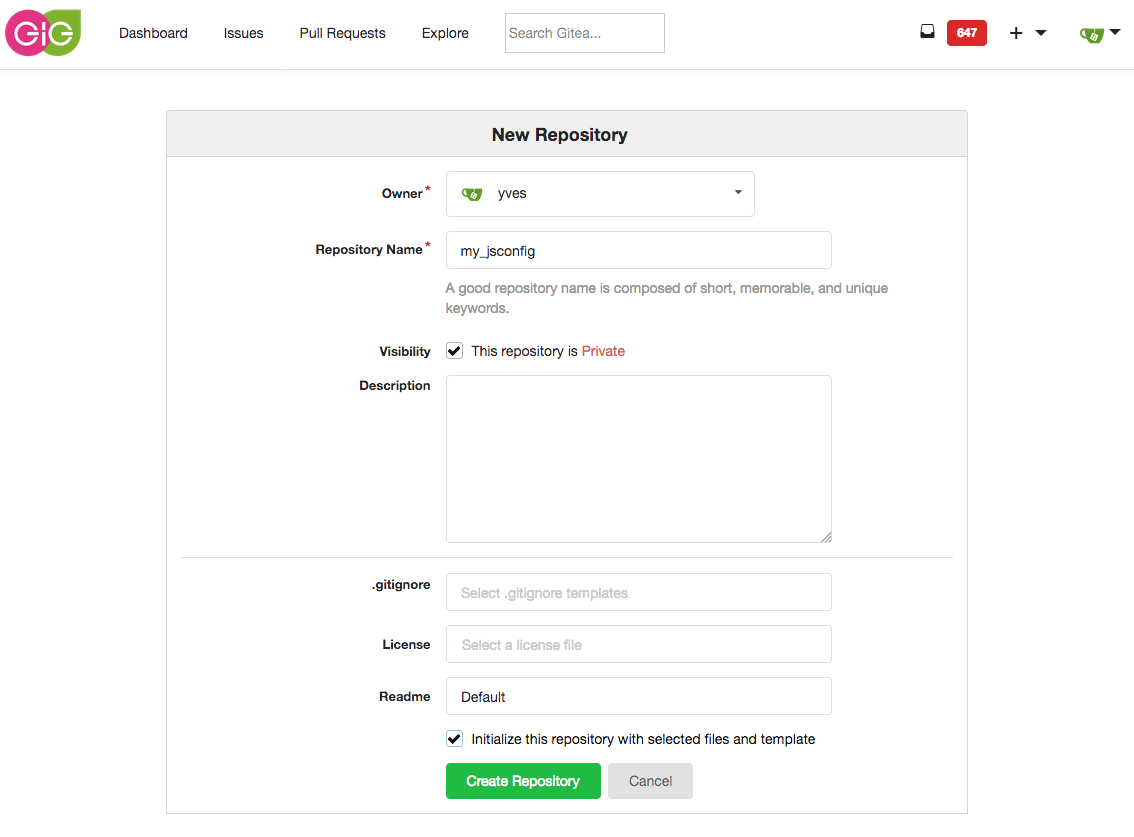 GiG Dashboard Issues Pull Requests Explore Search Gitea... 647
New Repository
Owner * yves
Repository Name * my_jsconfig
A good repository name is composed of short, memorable, and unique
keywords.
Visibility This repository is Private
Description
.gitignore Select .gitignore templates
License Select a license file
Readme Default
Initialize this repository with selected files and template
Create Repository Cancel